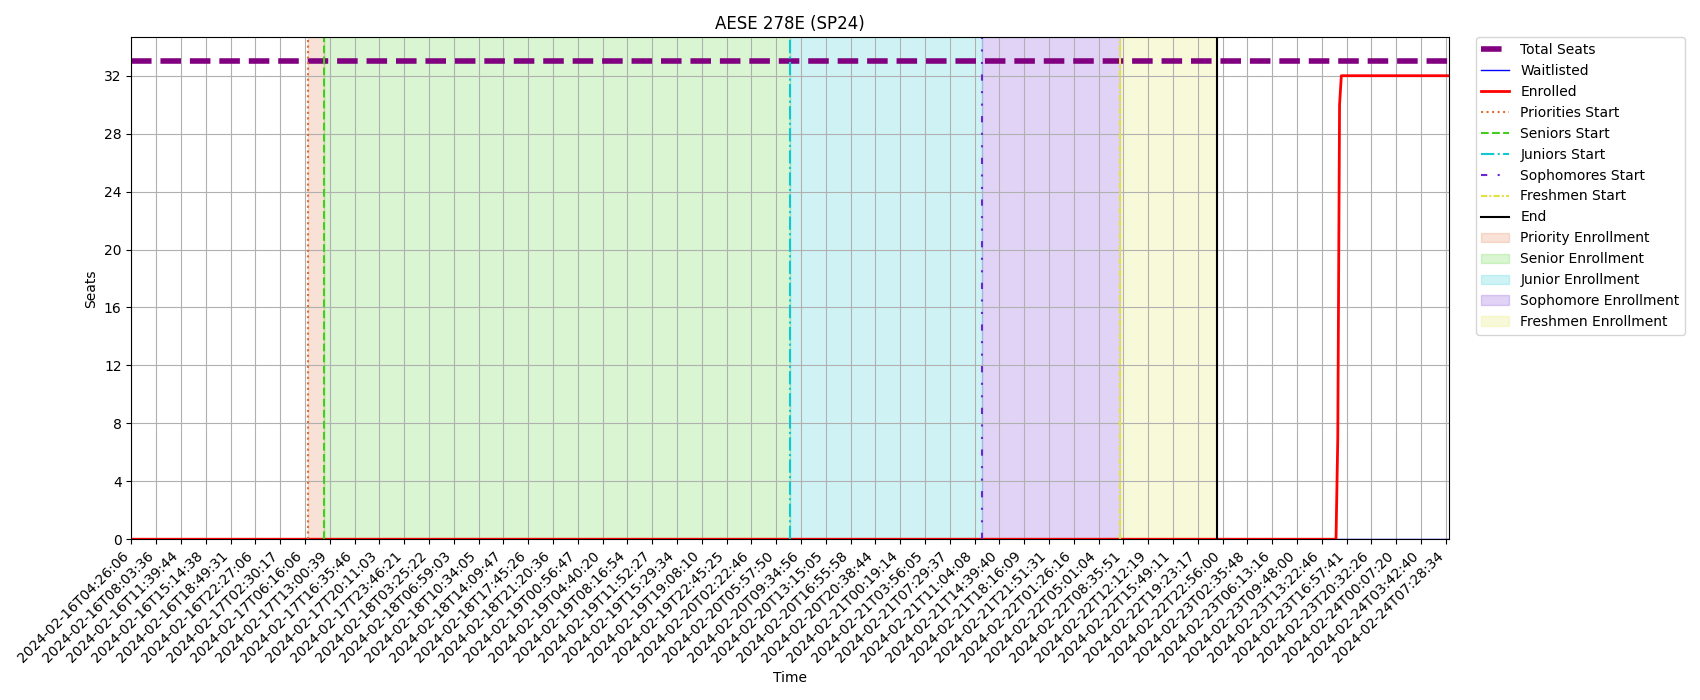 AESE 278E (SP24)
Seats
32
28
24
20
16
12
8
4
0
2024-02-16T04:26:06
2024-02-16T08:03:36
2024-02-16T11:39:44
2024-02-16T15:14:38
2024-02-16T18:49:31
2024-02-16T22:27:06
2024-02-17T02:30:17
2024-02-17T06:16:06
2024-02-17T13:00:39
2024-02-17T16:35:46
2024-02-17T20:11:03
2024-02-17T23:46:21
2024-02-18T03:25:22
2024-02-18T06:59:03
2024-02-18T10:34:05
2024-02-18T14:09:47
2024-02-18T17:45:26
2024-02-18T21:20:36
2024-02-19T00:56:47
2024-02-19T04:40:20
2024-02-19T08:16:54
2024-02-19T11:52:27
2024-02-19T15:29:34
2024-02-19T19:08:10
2024-02-19T22:45:25
2024-02-20T02:22:46
2024-02-20T05:57:50
2024-02-20T09:34:56
2024-02-20T13:15:05
2024-02-20T16:55:58
2024-02-20T20:38:44
2024-02-21T00:19:14
2024-02-21T03:56:05
2024-02-21T07:29:37
2024-02-21T11:04:08
2024-02-21T14:39:40
2024-02-21T18:16:09
2024-02-21T21:51:31
2024-02-22T01:26:16
2024-02-22T05:01:04
2024-02-22T08:35:51
2024-02-22T12:12:19
2024-02-22T15:49:11
2024-02-22T19:23:17
2024-02-22T22:56:00
2024-02-23T02:35:48
2024-02-23T06:13:16
2024-02-23T09:48:00
2024-02-23T13:22:46
2024-02-23T16:57:41
2024-02-23T20:32:26
2024-02-24T00:07:20
2024-02-24T03:42:40
2024-02-24T07:28:34
Time
Total Seats
Waitlisted
Enrolled
Priorities Start
Seniors Start
Juniors Start
Sophomores Start
Freshmen Start
End
Priority Enrollment
Senior Enrollment
Junior Enrollment
Sophomore Enrollment
Freshmen Enrollment